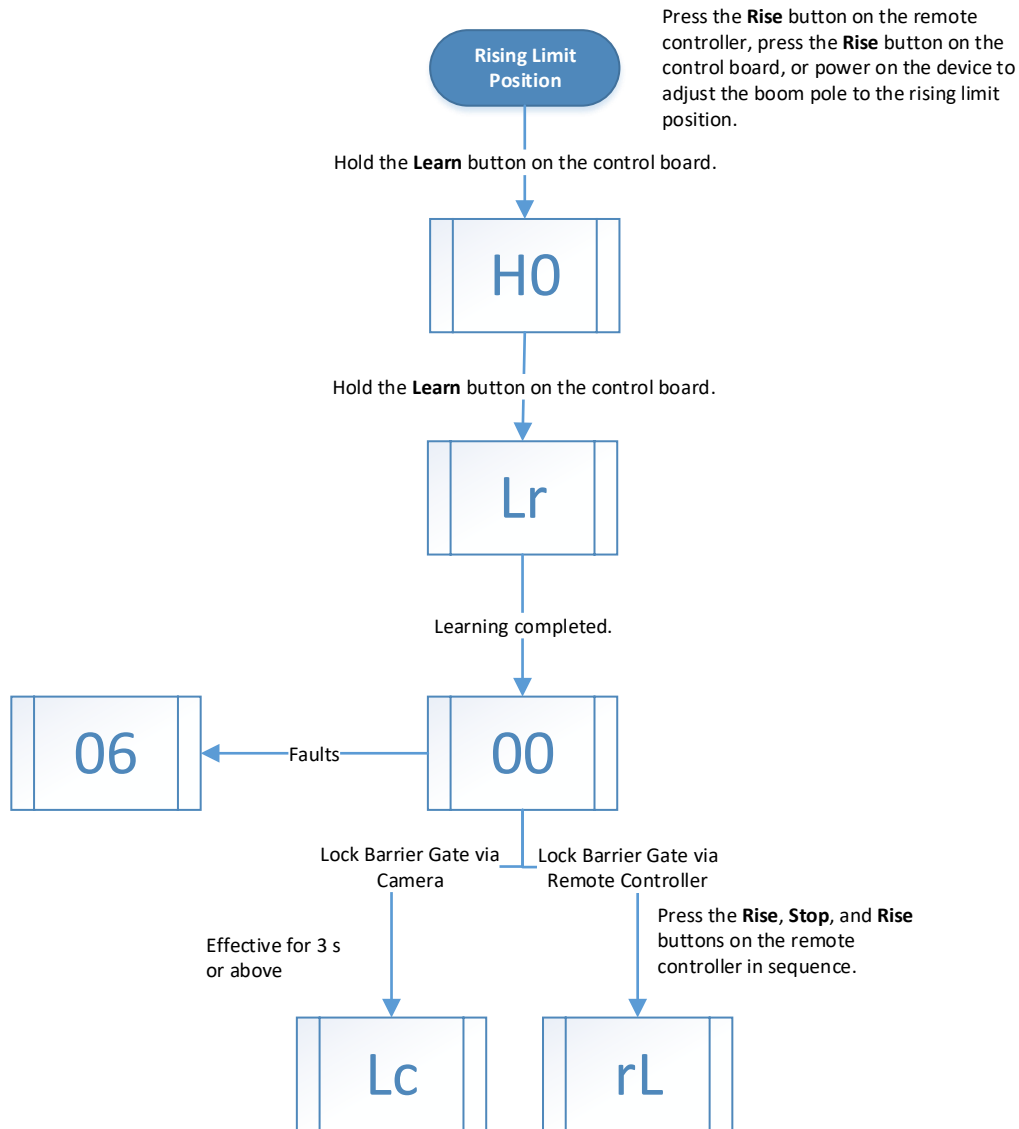 Rising Limit
Position
Press the Rise button on the remote
controller, press the Rise button on the
control board, or power on the device to
adjust the boom pole to the rising limit
position.
Hold the Learn button on the control board.
H0
Hold the Learn button on the control board.
Lr
Learning completed.
06
Faults
00
Lock Barrier Gate via
Camera
Lock Barrier Gate via
Remote Controller
Effective for 3 s
or above
Press the Rise, Stop, and Rise
buttons on the remote
controller in sequence.
Lc
rL